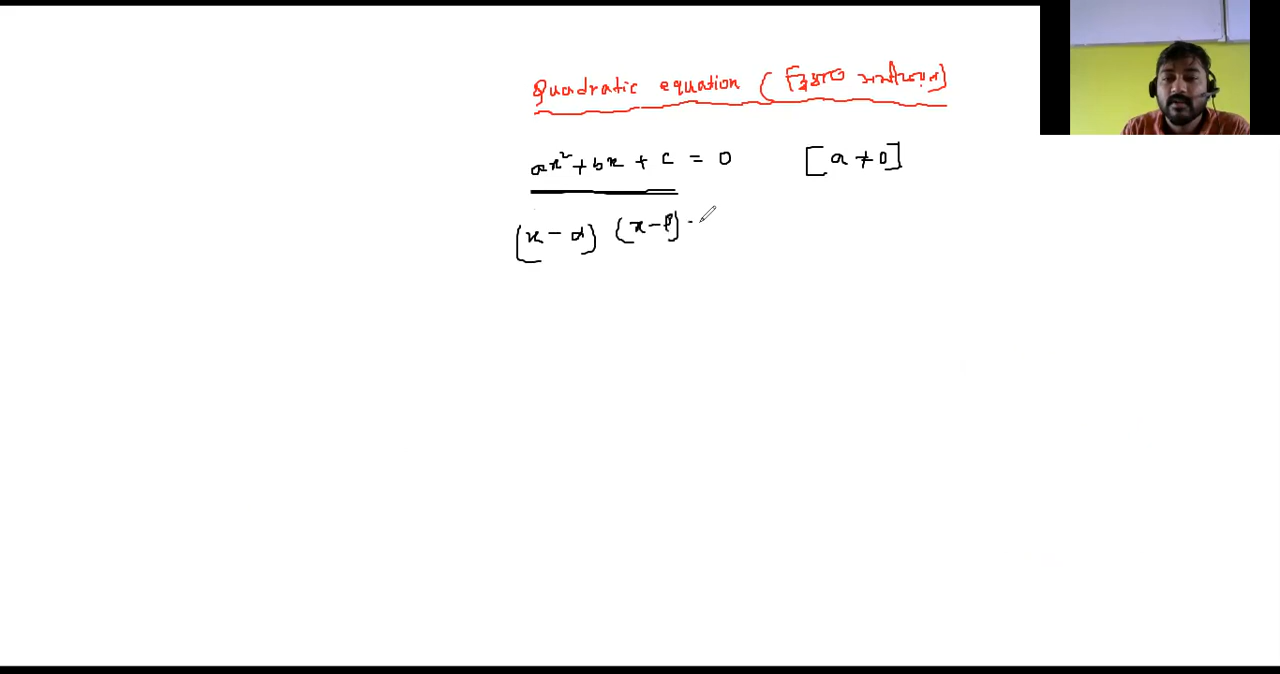 Quadratic equation (দ্বিঘাত সমীকরণ)
ax²+bx + c = 0 [a ≠ 0]
(x - α) (x-β) -